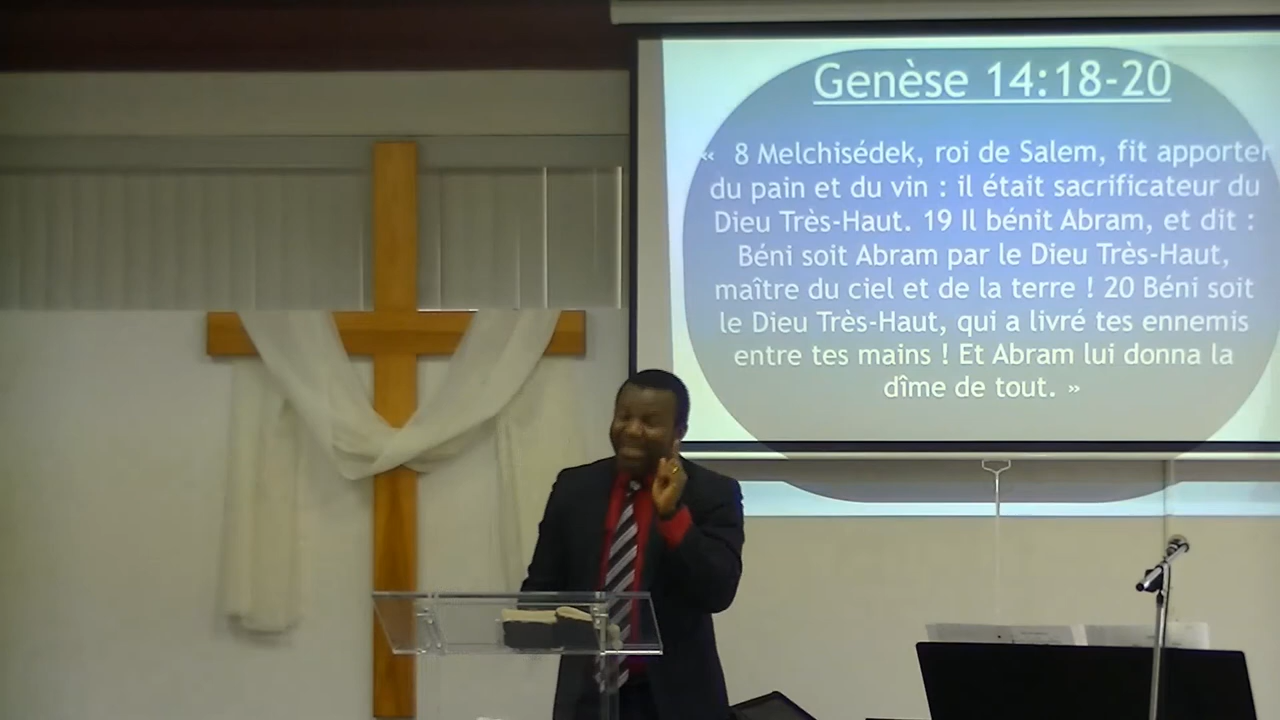 Genèse 14:18-20
« 8 Melchisédek, roi de Salem, fit apporter
du pain et du vin : il était sacrificateur du
Dieu Très-Haut. 19 Il bénit Abram, et dit :
Béni soit Abram par le Dieu Très-Haut,
maître du ciel et de la terre ! 20 Béni soit
le Dieu Très-Haut, qui a livré tes ennemis
entre tes mains ! Et Abram lui donna la
dîme de tout. »